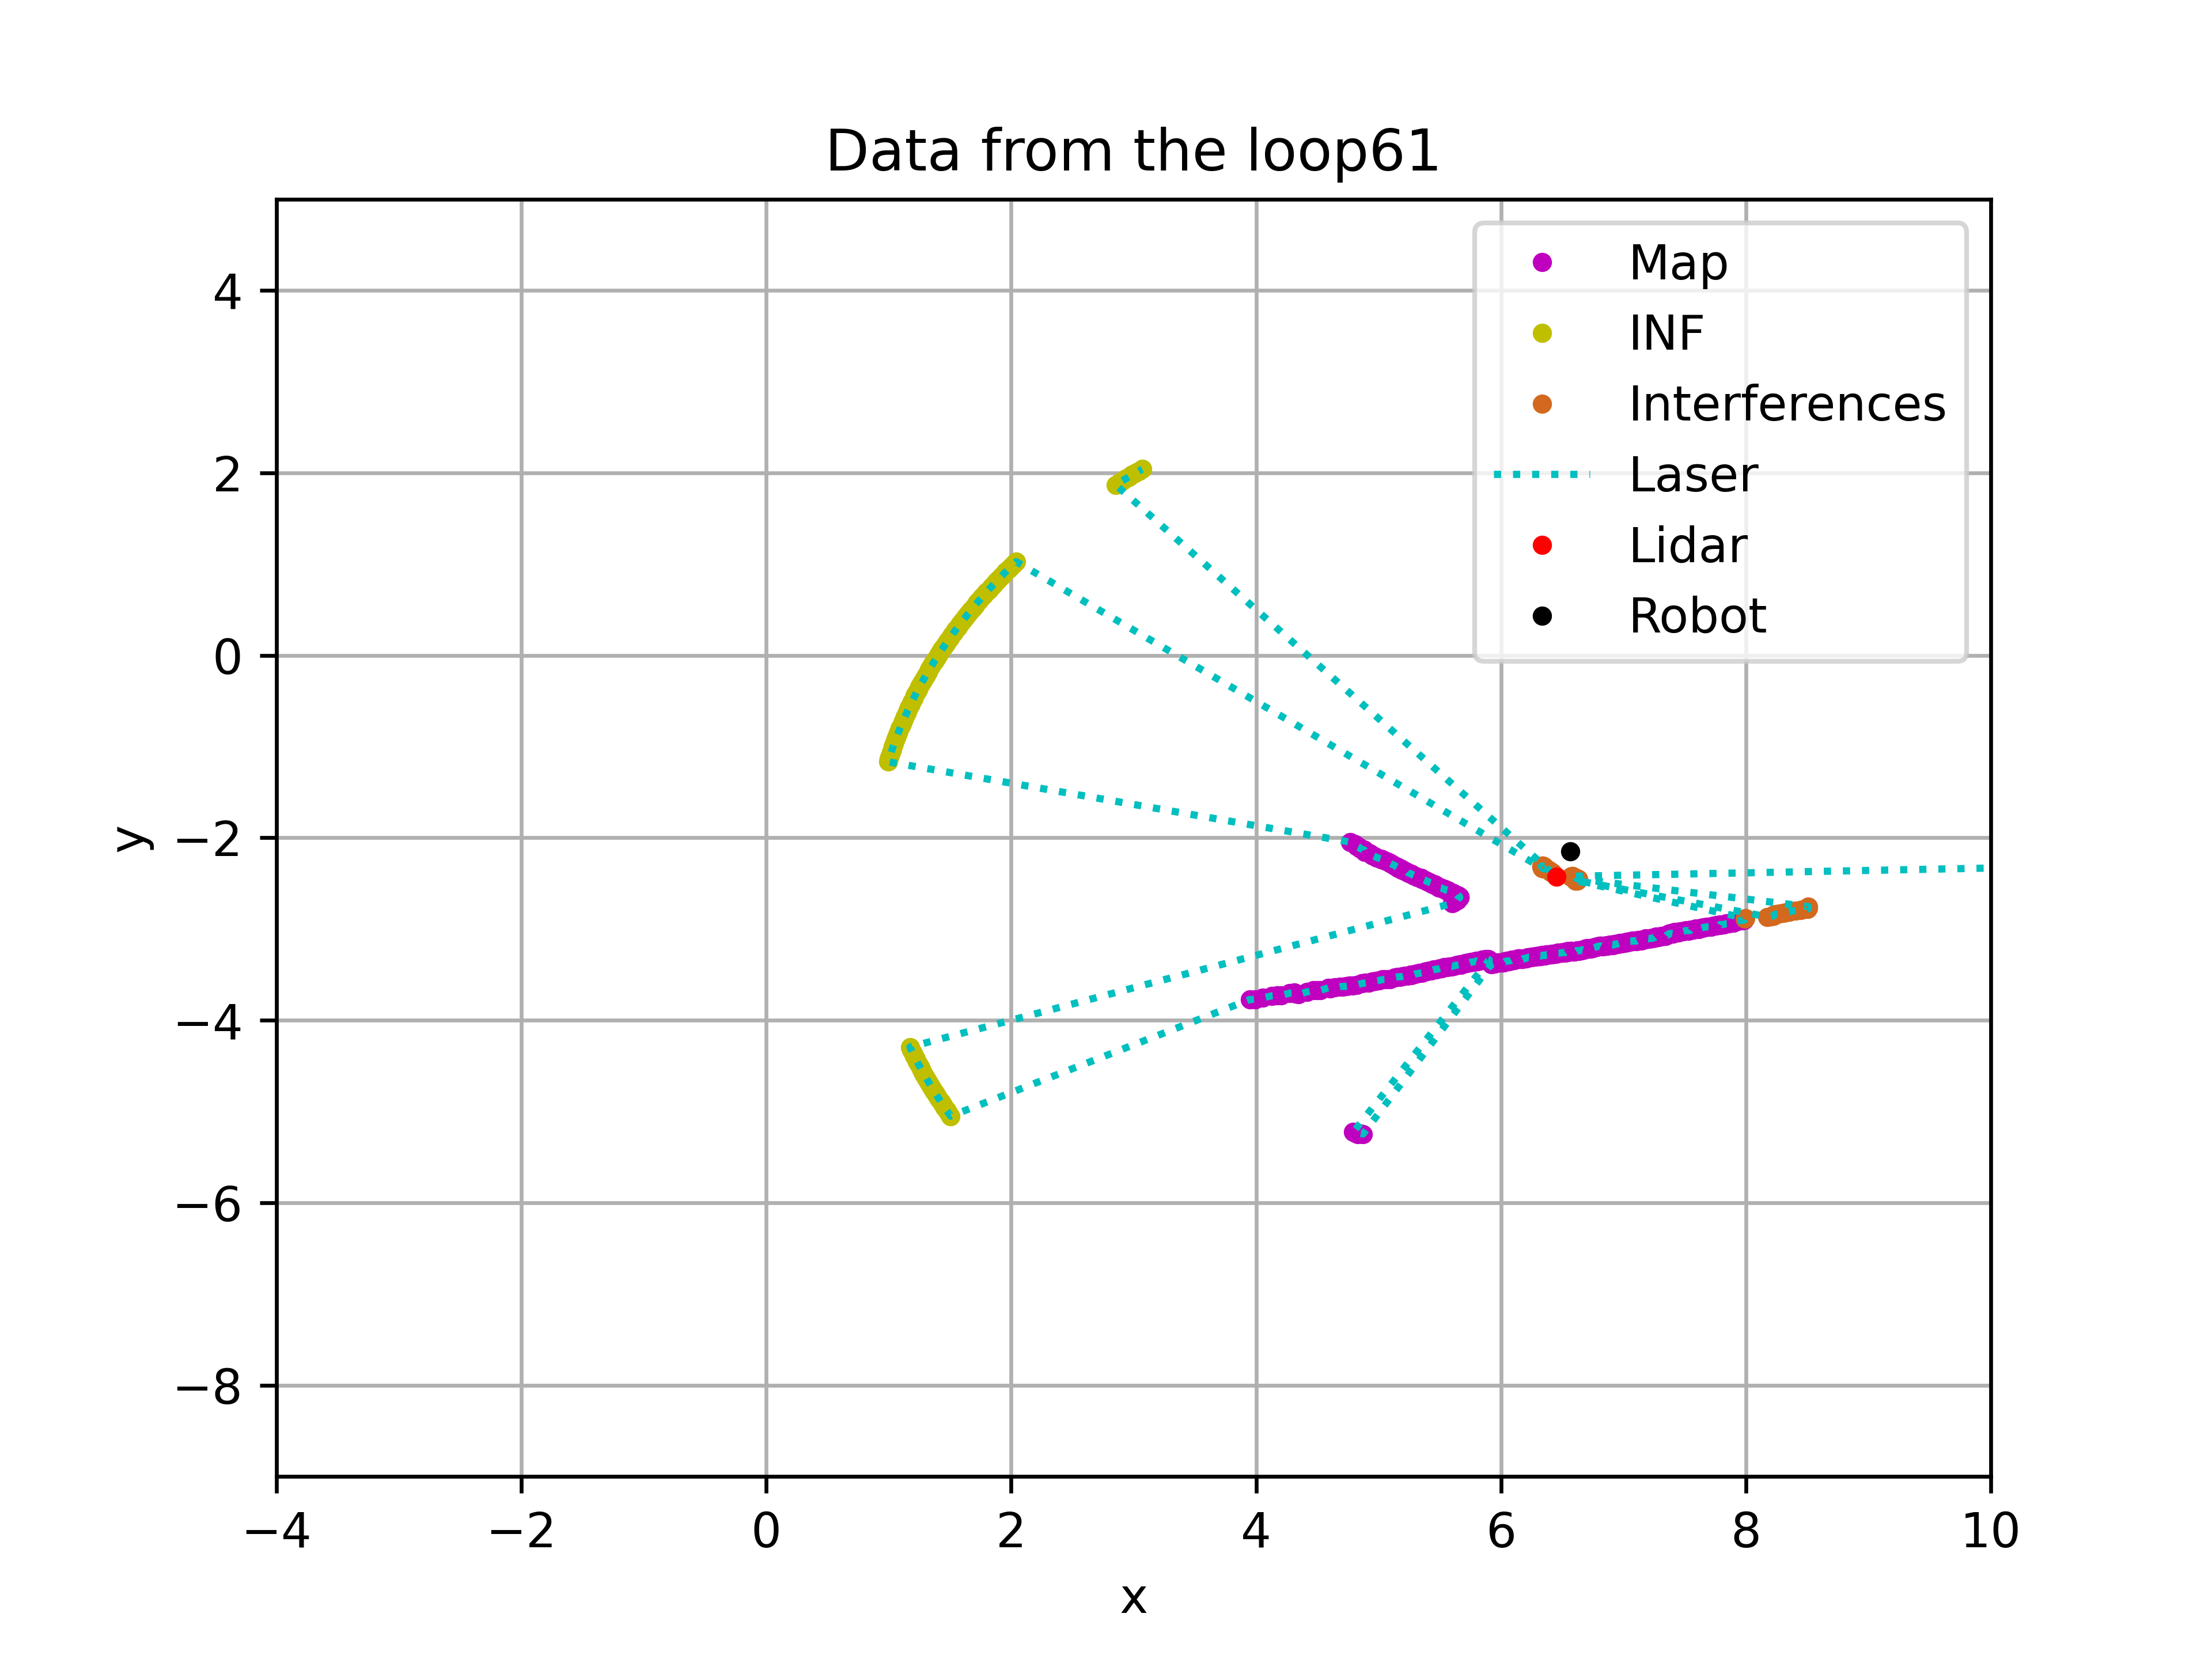 Data from the loop61
Map
INF
Interferences
Laser
Lidar
Robot
4
2
0
−2
−4
−6
−8
y
−4 −2 0 2 4 6 8 10
x